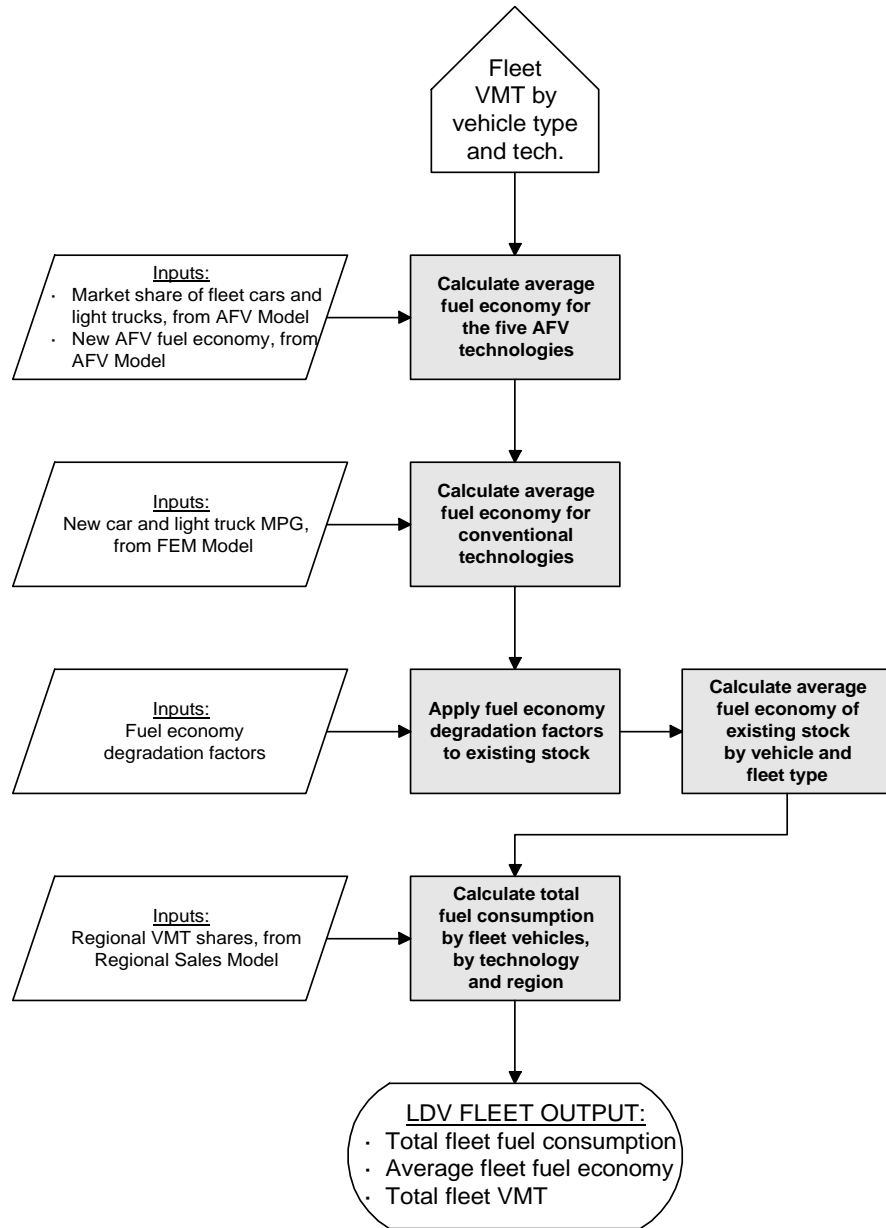 Fleet
VMT by
vehicle type
and tech.
Inputs:
· Market share of fleet cars and
light trucks, from AFV Model
· New AFV fuel economy, from
AFV Model
Calculate average
fuel economy for
the five AFV
technologies
Inputs:
New car and light truck MPG,
from FEM Model
Calculate average
fuel economy for
conventional
technologies
Inputs:
Fuel economy
degradation factors
Apply fuel economy
degradation factors
to existing stock
Calculate average
fuel economy of
existing stock
by vehicle and
fleet type
Inputs:
Regional VMT shares, from
Regional Sales Model
Calculate total
fuel consumption
by fleet vehicles,
by technology
and region
LDV FLEET OUTPUT:
· Total fleet fuel consumption
· Average fleet fuel economy
· Total fleet VMT